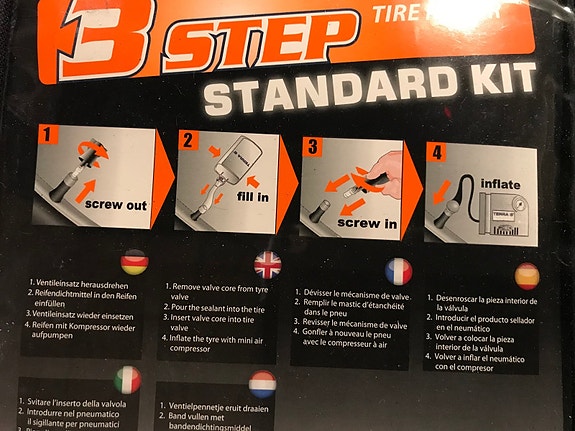 3 STEP
TIRE
STANDARD KIT
1
screw out
2
TERRA-S
fill in
3
screw in
4
inflate
TERRA-S
1. Ventileinsatz herausdrehen
2. Reifendichtmittel in den Reifen
einfüllen
3.Ventileinsatz wieder einsetzen
4. Reifen mit Kompressor wieder
aufpumpen
1. Remove valve core from tyre
valve
2. Pour the sealant into the tire
3. Insert valve core into tire
valve
4. Inflate the tyre with mini air
compressor
1. Dévisser le mécanisme de valve
2. Remplir le mastic d'étanchéité
dans le pneu
3. Revisser le mécanisme de valve
4. Gonfler à nouveau le pneu
avec le compresseur à air
1. Desenroscar la pieza interior de
la válvula
2. Introducir el producto sellador
en el neumático
3. Volver a colocar la pieza
interior de la válvula
4. Volver a inflar el neumático
con el compresor
1. Svitare l'inserto della valvola
2. Introdurre nel pneumatico
il sigillante per pneumatici
1. Ventielpennetje eruit draaien
2. Band vullen met
bandendichtingsmiddel